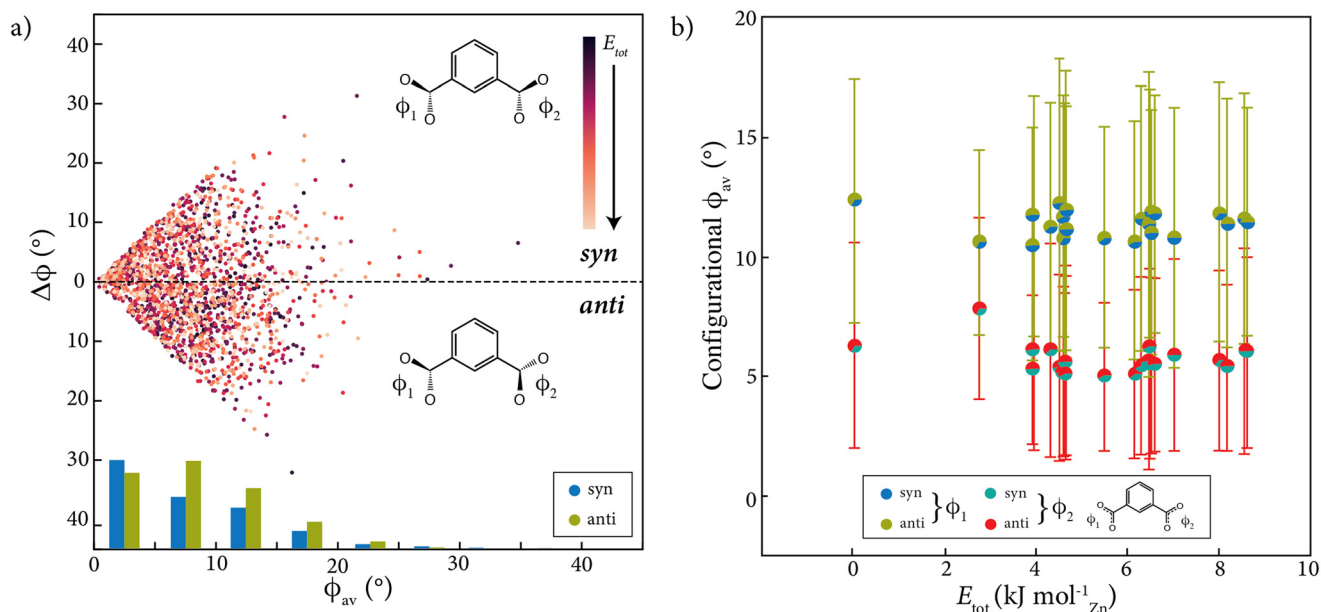 a)
40
30
20
10
0
10
20
30
40
Δϕ (°)
E_tot
O O
ϕ₁ ϕ₂
O O
syn
anti
O O
ϕ₁ ϕ₂
O O
syn
anti
0 10 20 30 40
ϕ_av (°)
b)
20
15
10
5
0
Configurational ϕ_av (°)
syn } ϕ₁ syn } ϕ₂
anti anti
O O
ϕ₁ O O ϕ₂
0 2 4 6 8 10
E_tot (kJ mol⁻¹_Zn)